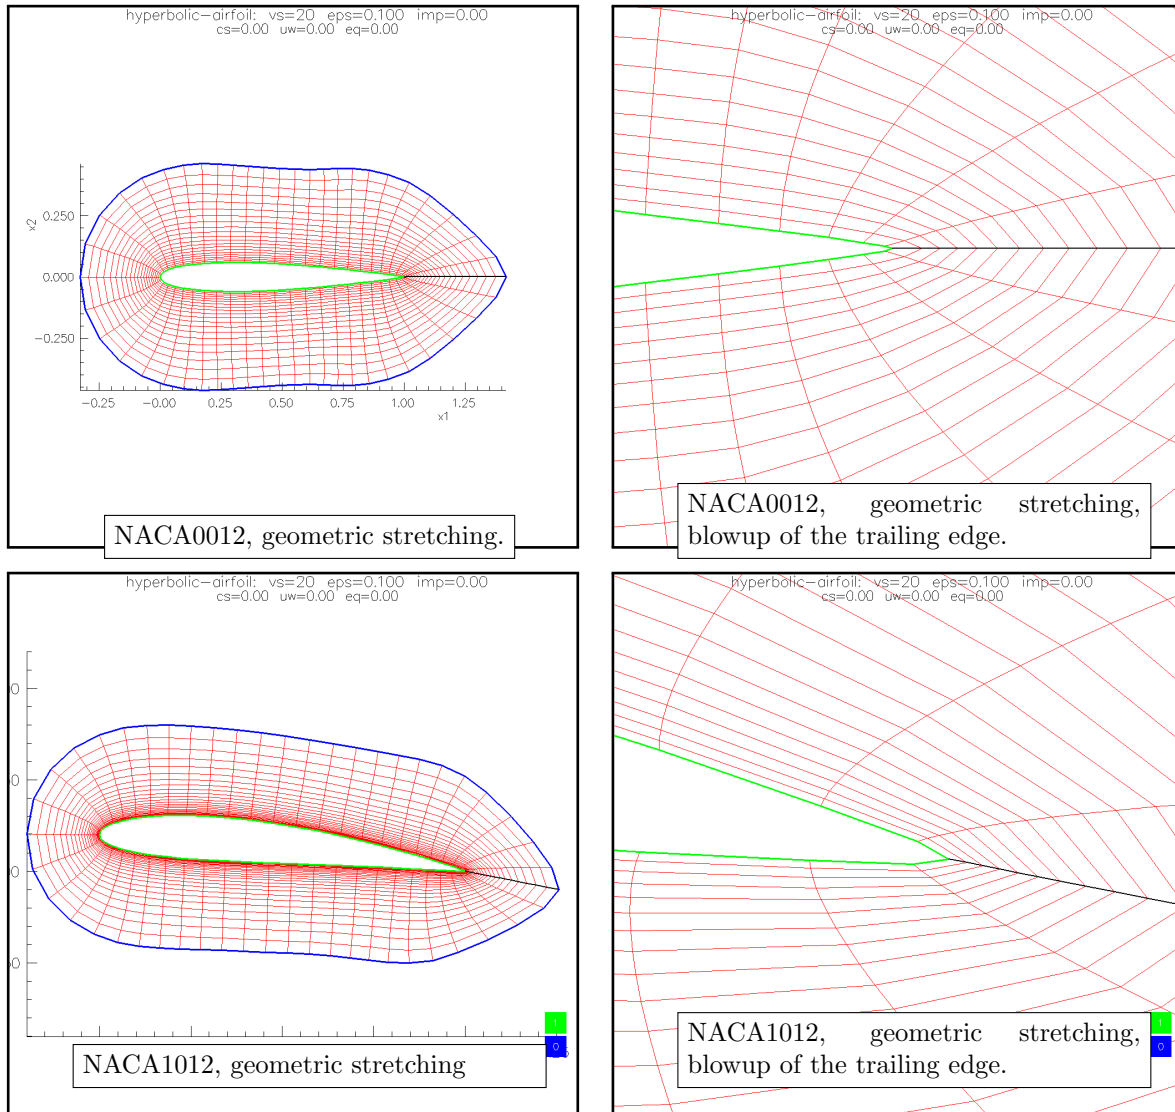 hyperbolic-airfoil: vs=20 eps=0.100 imp=0.00
cs=0.00 uw=0.00 eq=0.00
x2
0.250
0.000
-0.250
-0.25 -0.00 0.25 0.50 0.75 1.00 1.25
x1
NACA0012, geometric stretching.
hyperbolic-airfoil: vs=20 eps=0.100 imp=0.00
cs=0.00 uw=0.00 eq=0.00
NACA0012, geometric stretching,
blowup of the trailing edge.
hyperbolic-airfoil: vs=20 eps=0.100 imp=0.00
cs=0.00 uw=0.00 eq=0.00
1
0
NACA1012, geometric stretching
hyperbolic-airfoil: vs=20 eps=0.100 imp=0.00
cs=0.00 uw=0.00 eq=0.00
1
0
NACA1012, geometric stretching,
blowup of the trailing edge.